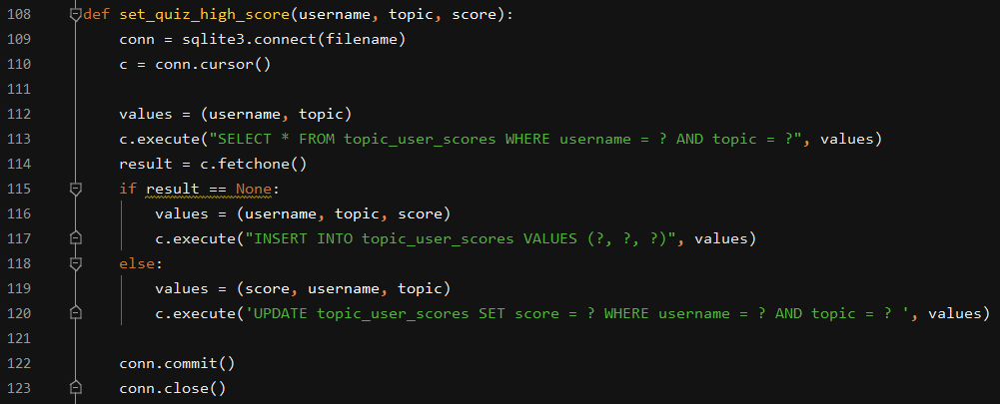 108 def set_quiz_high_score(username, topic, score):
109     conn = sqlite3.connect(filename)
110     c = conn.cursor()
111
112     values = (username, topic)
113     c.execute("SELECT * FROM topic_user_scores WHERE username = ? AND topic = ?", values)
114     result = c.fetchone()
115     if result == None:
116         values = (username, topic, score)
117         c.execute("INSERT INTO topic_user_scores VALUES (?, ?, ?)", values)
118     else:
119         values = (score, username, topic)
120         c.execute('UPDATE topic_user_scores SET score = ? WHERE username = ? AND topic = ? ', values)
121
122     conn.commit()
123     conn.close()